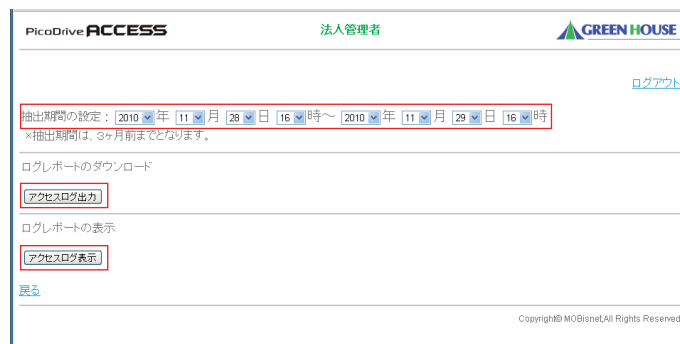 PicoDrive ACCESS 法人管理者 GREEN HOUSE
ログアウト
抽出期間の設定： 2010 年 11 月 28 日 16 時～ 2010 年 11 月 29 日 16 時
※抽出期間は、3ヶ月前までとなります。
ログレポートのダウンロード
アクセスログ出力
ログレポートの表示
アクセスログ表示
戻る
Copyright© MOBisnet,All Rights Reserved